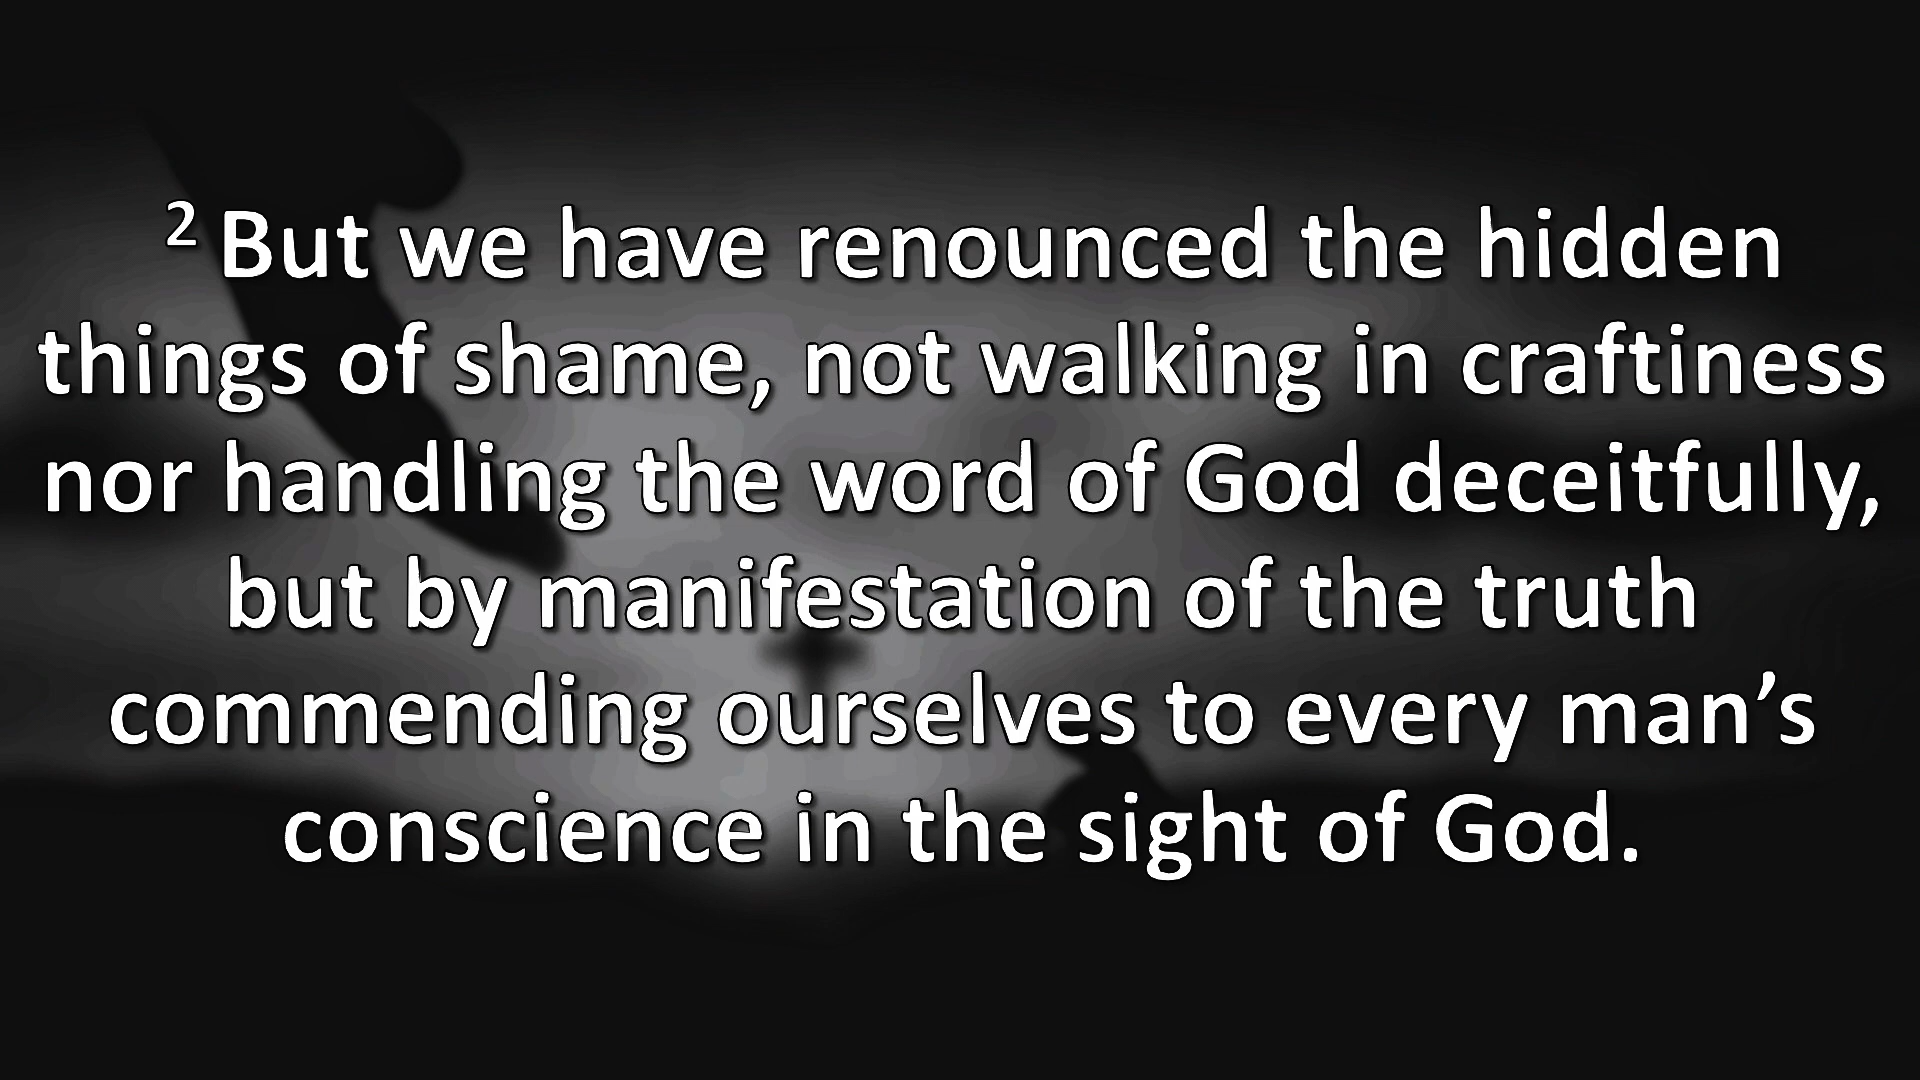 2 But we have renounced the hidden
things of shame, not walking in craftiness
nor handling the word of God deceitfully,
but by manifestation of the truth
commending ourselves to every man’s
conscience in the sight of God.